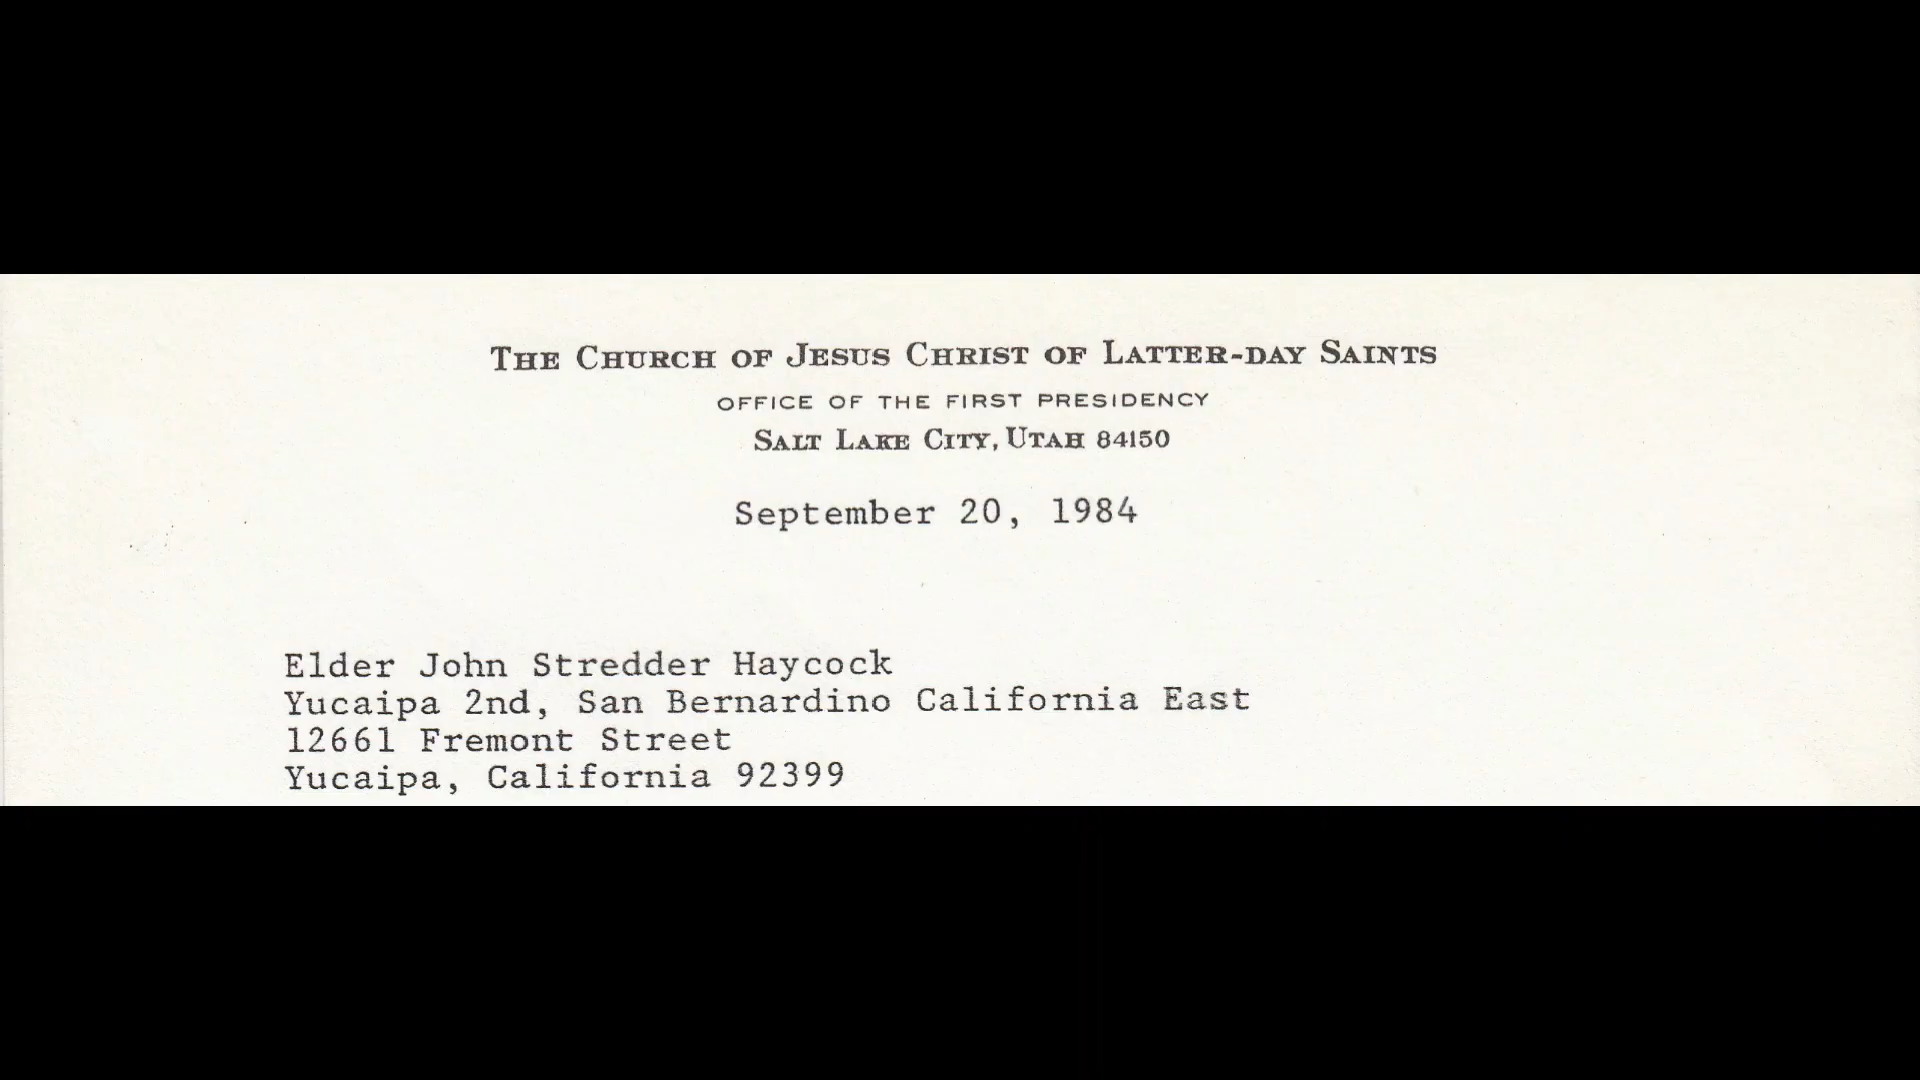 THE CHURCH OF JESUS CHRIST OF LATTER-DAY SAINTS
OFFICE OF THE FIRST PRESIDENCY
SALT LAKE CITY, UTAH 84150
September 20, 1984
Elder John Stredder Haycock
Yucaipa 2nd, San Bernardino California East
12661 Fremont Street
Yucaipa, California 92399